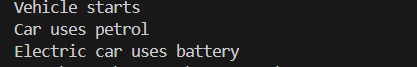 Vehicle starts
Car uses petrol
Electric car uses battery